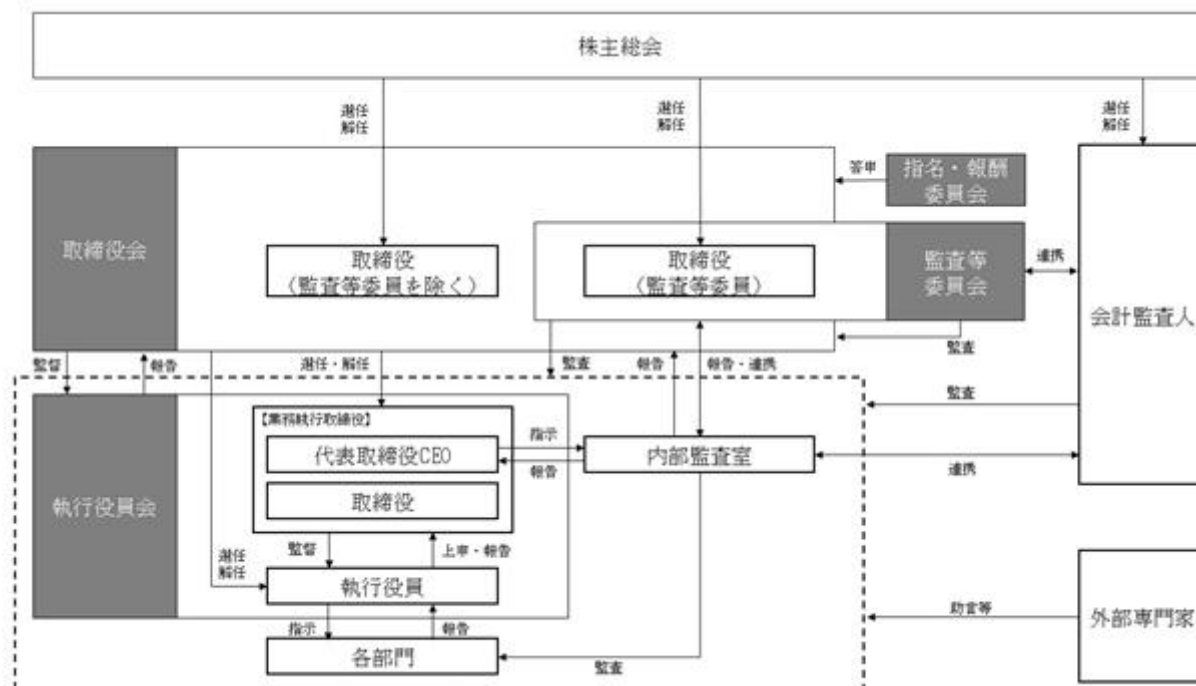 株主総会
選任
解任
選任
解任
選任
解任
取締役会
答申
指名・報酬
委員会
取締役
（監査等委員を除く）
取締役
（監査等委員）
監査等
委員会
連携
会計監査人
監督
報告
選任・解任
監査
報告
報告・連携
監査
監査
執行役員会
【業務執行取締役】
代表取締役CEO
指示
報告
内部監査室
連携
取締役
選任
解任
監督
上申・報告
執行役員
指示
報告
各部門
監査
助言等
外部専門家